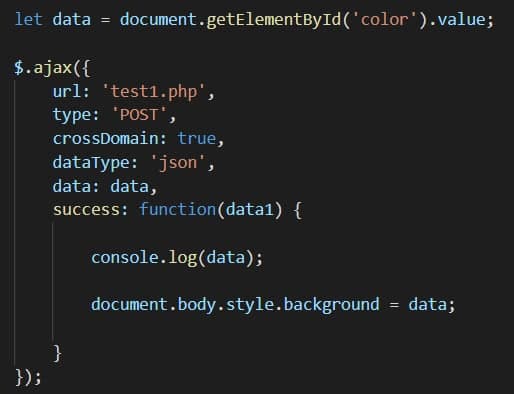 let data = document.getElementById('color').value;
$.ajax({
    url: 'test1.php',
    type: 'POST',
    crossDomain: true,
    dataType: 'json',
    data: data,
    success: function(data1) {
        console.log(data);
        document.body.style.background = data;
    }
});